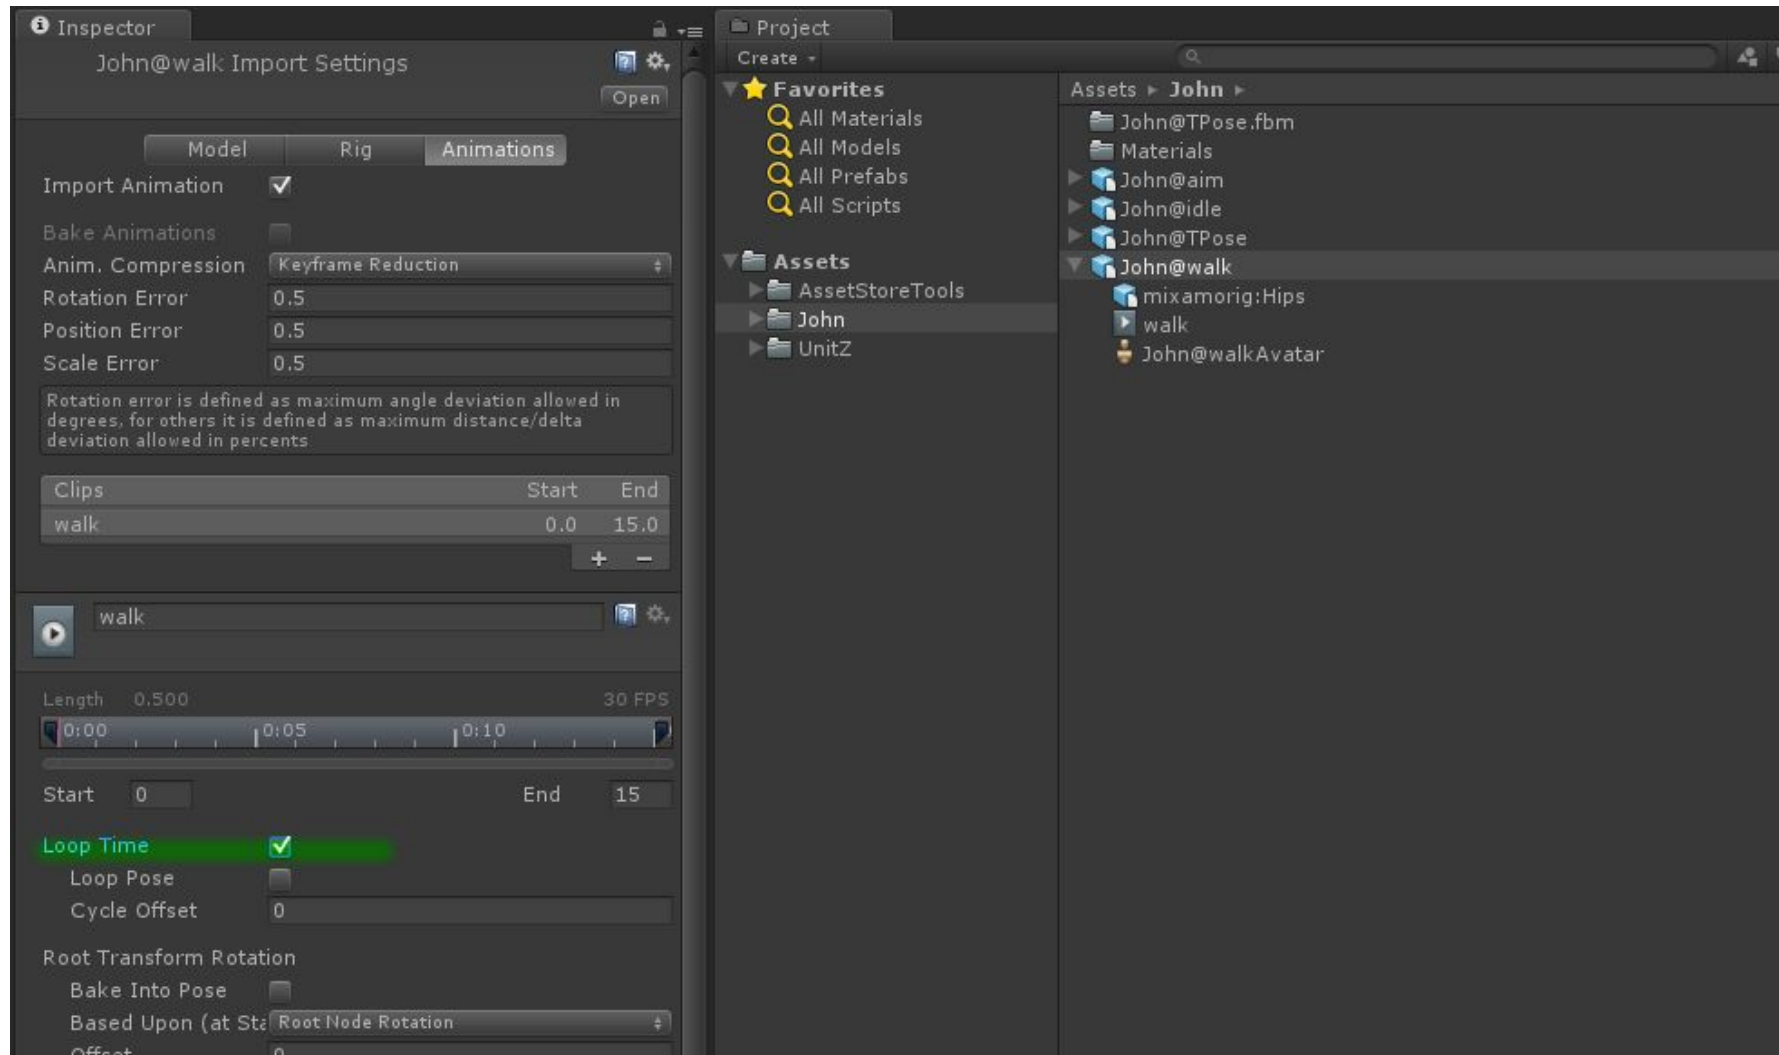 Inspector
John@walk Import Settings
Open
Model Rig Animations
Import Animation
Bake Animations
Anim. Compression Keyframe Reduction
Rotation Error 0.5
Position Error 0.5
Scale Error 0.5
Rotation error is defined as maximum angle deviation allowed in
degrees, for others it is defined as maximum distance/delta
deviation allowed in percents
Clips Start End
walk 0.0 15.0
+ −
walk
Length 0.500 30 FPS
0:00 0:05 0:10
Start 0 End 15
Loop Time
Loop Pose
Cycle Offset 0
Root Transform Rotation
Bake Into Pose
Based Upon (at Sta Root Node Rotation
Offset 0
Project
Create
Favorites
All Materials
All Models
All Prefabs
All Scripts
Assets
AssetStoreTools
John
UnitZ
Assets ▸ John ▸
John@TPose.fbm
Materials
John@aim
John@idle
John@TPose
John@walk
mixamorig:Hips
walk
John@walkAvatar